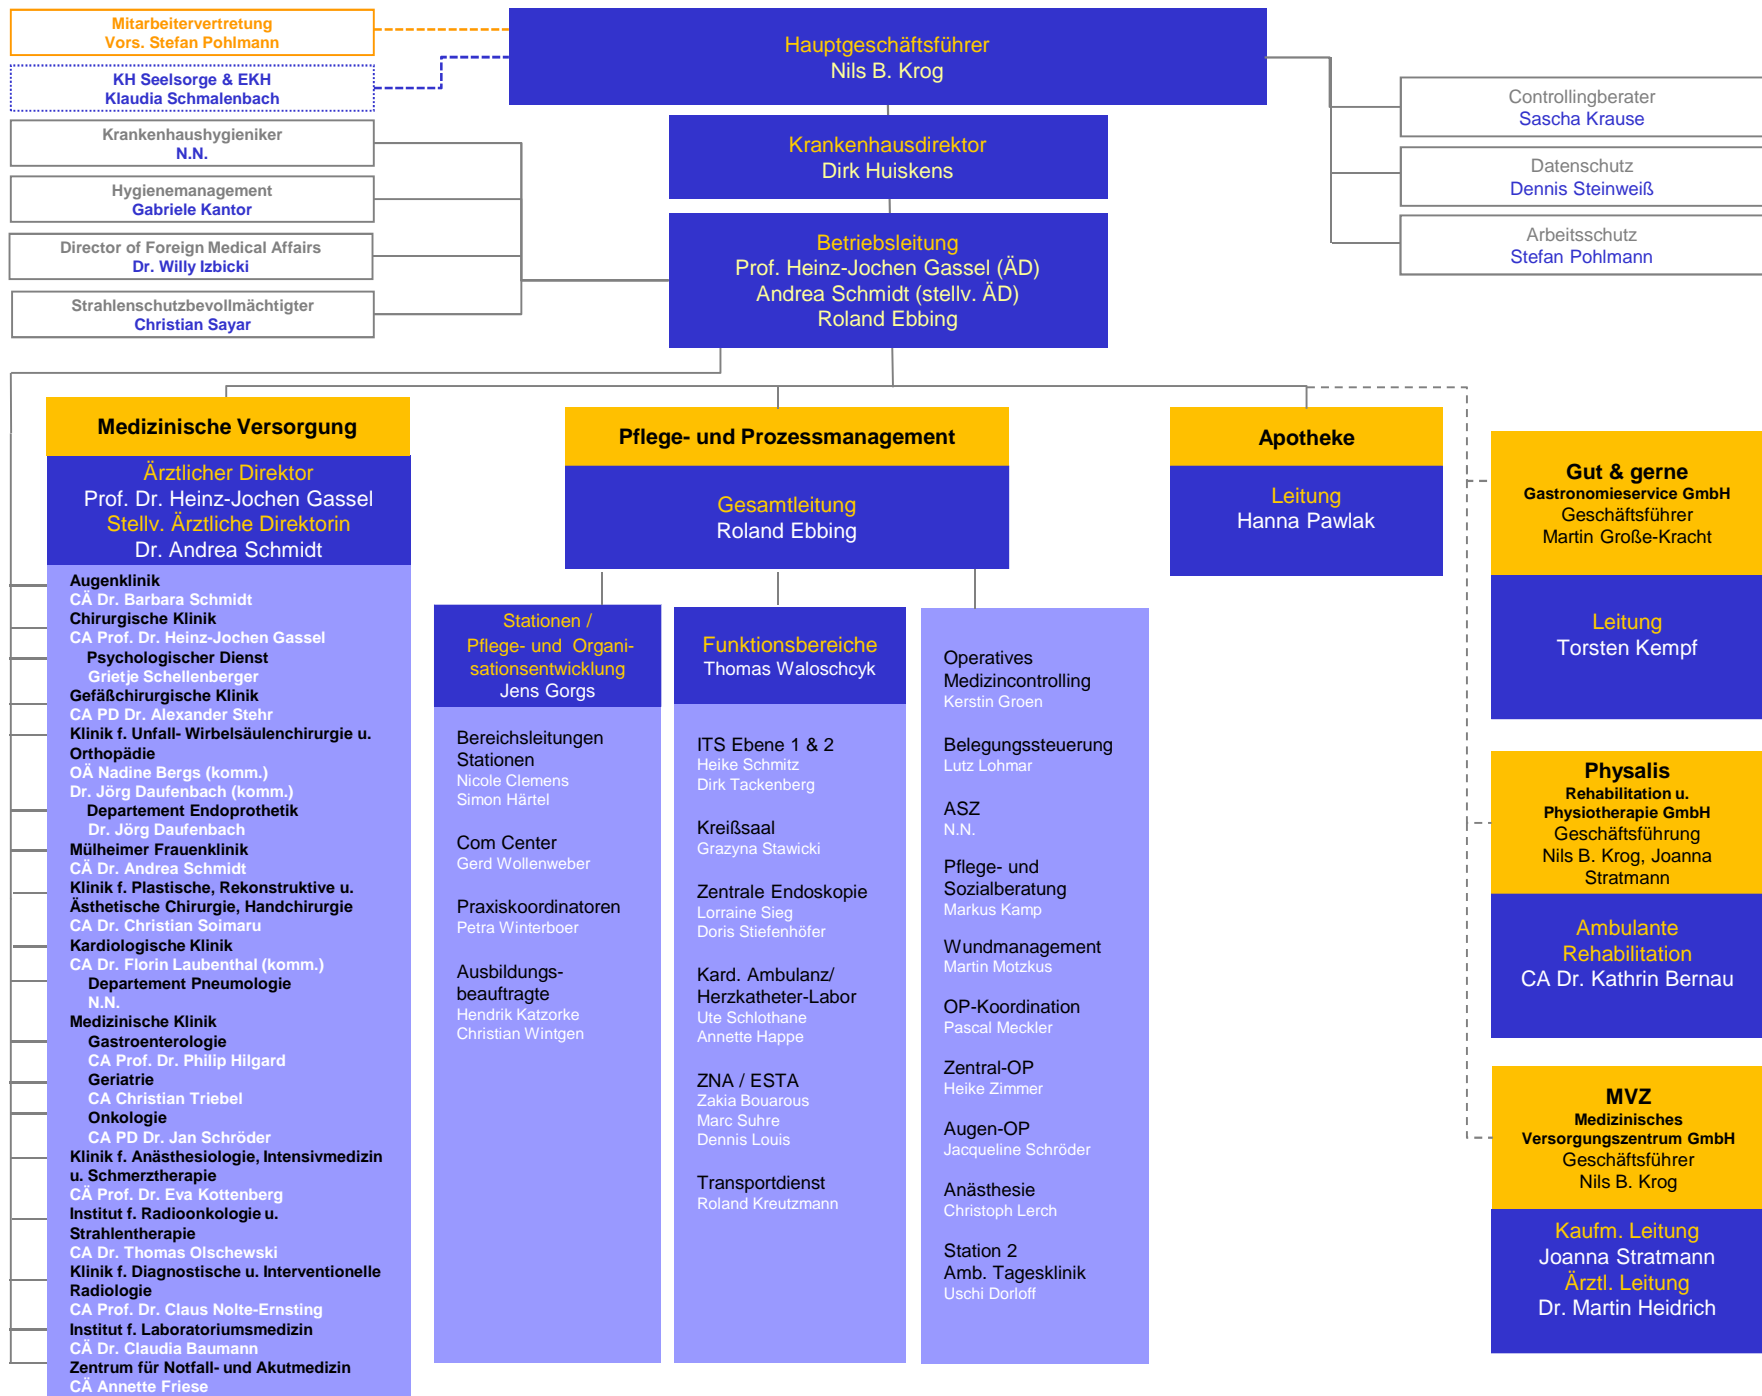 Mitarbeitervertretung
Vors. Stefan Pohlmann
KH Seelsorge & EKH
Klaudia Schmalenbach
Krankenhaushygieniker
N.N.
Hygienemanagement
Gabriele Kantor
Director of Foreign Medical Affairs
Dr. Willy Izbicki
Strahlenschutzbevollmächtigter
Christian Sayar
Hauptgeschäftsführer
Nils B. Krog
Krankenhausdirektor
Dirk Huiskens
Betriebsleitung
Prof. Heinz-Jochen Gassel (ÄD)
Andrea Schmidt (stellv. ÄD)
Roland Ebbing
Controllingberater
Sascha Krause
Datenschutz
Dennis Steinweiß
Arbeitsschutz
Stefan Pohlmann
Medizinische Versorgung
Ärztlicher Direktor
Prof. Dr. Heinz-Jochen Gassel
Stellv. Ärztliche Direktorin
Dr. Andrea Schmidt
Augenklinik
CÄ Dr. Barbara Schmidt
Chirurgische Klinik
CA Prof. Dr. Heinz-Jochen Gassel
Psychologischer Dienst
Grietje Schellenberger
Gefäßchirurgische Klinik
CA PD Dr. Alexander Stehr
Klinik f. Unfall- Wirbelsäulenchirurgie u.
Orthopädie
OÄ Nadine Bergs (komm.)
Dr. Jörg Daufenbach (komm.)
Departement Endoprothetik
Dr. Jörg Daufenbach
Mülheimer Frauenklinik
CÄ Dr. Andrea Schmidt
Klinik f. Plastische, Rekonstruktive u.
Ästhetische Chirurgie, Handchirurgie
CA Dr. Christian Soimaru
Kardiologische Klinik
CA Dr. Florin Laubenthal (komm.)
Departement Pneumologie
N.N.
Medizinische Klinik
Gastroenterologie
CA Prof. Dr. Philip Hilgard
Geriatrie
CA Christian Triebel
Onkologie
CA PD Dr. Jan Schröder
Klinik f. Anästhesiologie, Intensivmedizin
u. Schmerztherapie
CÄ Prof. Dr. Eva Kottenberg
Institut f. Radioonkologie u.
Strahlentherapie
CA Dr. Thomas Olschewski
Klinik f. Diagnostische u. Interventionelle
Radiologie
CA Prof. Dr. Claus Nolte-Ernsting
Institut f. Laboratoriumsmedizin
CÄ Dr. Claudia Baumann
Zentrum für Notfall- und Akutmedizin
CÄ Annette Friese
Pflege- und Prozessmanagement
Gesamtleitung
Roland Ebbing
Stationen /
Pflege- und Organi-
sationsentwicklung
Jens Gorgs
Bereichsleitungen
Stationen
Nicole Clemens
Simon Härtel
Com Center
Gerd Wollenweber
Praxiskoordinatoren
Petra Winterboer
Ausbildungs-
beauftragte
Hendrik Katzorke
Christian Wintgen
Funktionsbereiche
Thomas Waloschcyk
ITS Ebene 1 & 2
Heike Schmitz
Dirk Tackenberg
Kreißsaal
Grazyna Stawicki
Zentrale Endoskopie
Lorraine Sieg
Doris Stiefenhöfer
Kard. Ambulanz/
Herzkatheter-Labor
Ute Schlothane
Annette Happe
ZNA / ESTA
Zakia Bouarous
Marc Suhre
Dennis Louis
Transportdienst
Roland Kreutzmann
Operatives
Medizincontrolling
Kerstin Groen
Belegungssteuerung
Lutz Lohmar
ASZ
N.N.
Pflege- und
Sozialberatung
Markus Kamp
Wundmanagement
Martin Motzkus
OP-Koordination
Pascal Meckler
Zentral-OP
Heike Zimmer
Augen-OP
Jacqueline Schröder
Anästhesie
Christoph Lerch
Station 2
Amb. Tagesklinik
Uschi Dorloff
Apotheke
Leitung
Hanna Pawlak
Gut & gerne
Gastronomieservice GmbH
Geschäftsführer
Martin Große-Kracht
Leitung
Torsten Kempf
Physalis
Rehabilitation u.
Physiotherapie GmbH
Geschäftsführung
Nils B. Krog, Joanna
Stratmann
Ambulante
Rehabilitation
CA Dr. Kathrin Bernau
MVZ
Medizinisches
Versorgungszentrum GmbH
Geschäftsführer
Nils B. Krog
Kaufm. Leitung
Joanna Stratmann
Ärztl. Leitung
Dr. Martin Heidrich